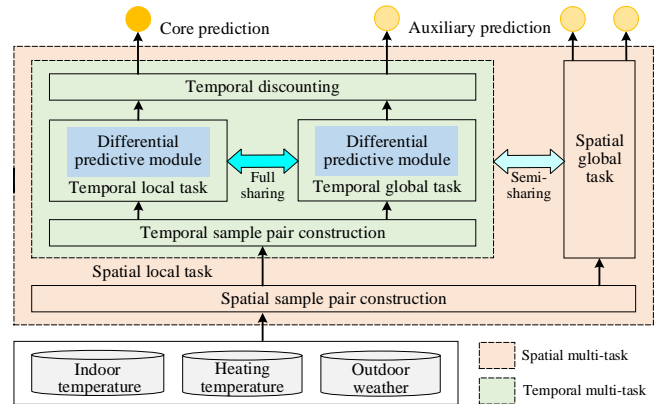 Core prediction
Auxiliary prediction
Temporal discounting
Differential
predictive module
Temporal local task
Full
sharing
Differential
predictive module
Temporal global task
Semi-
sharing
Spatial
global
task
Temporal sample pair construction
Spatial local task
Spatial sample pair construction
Indoor
temperature
Heating
temperature
Outdoor
weather
Spatial multi-task
Temporal multi-task